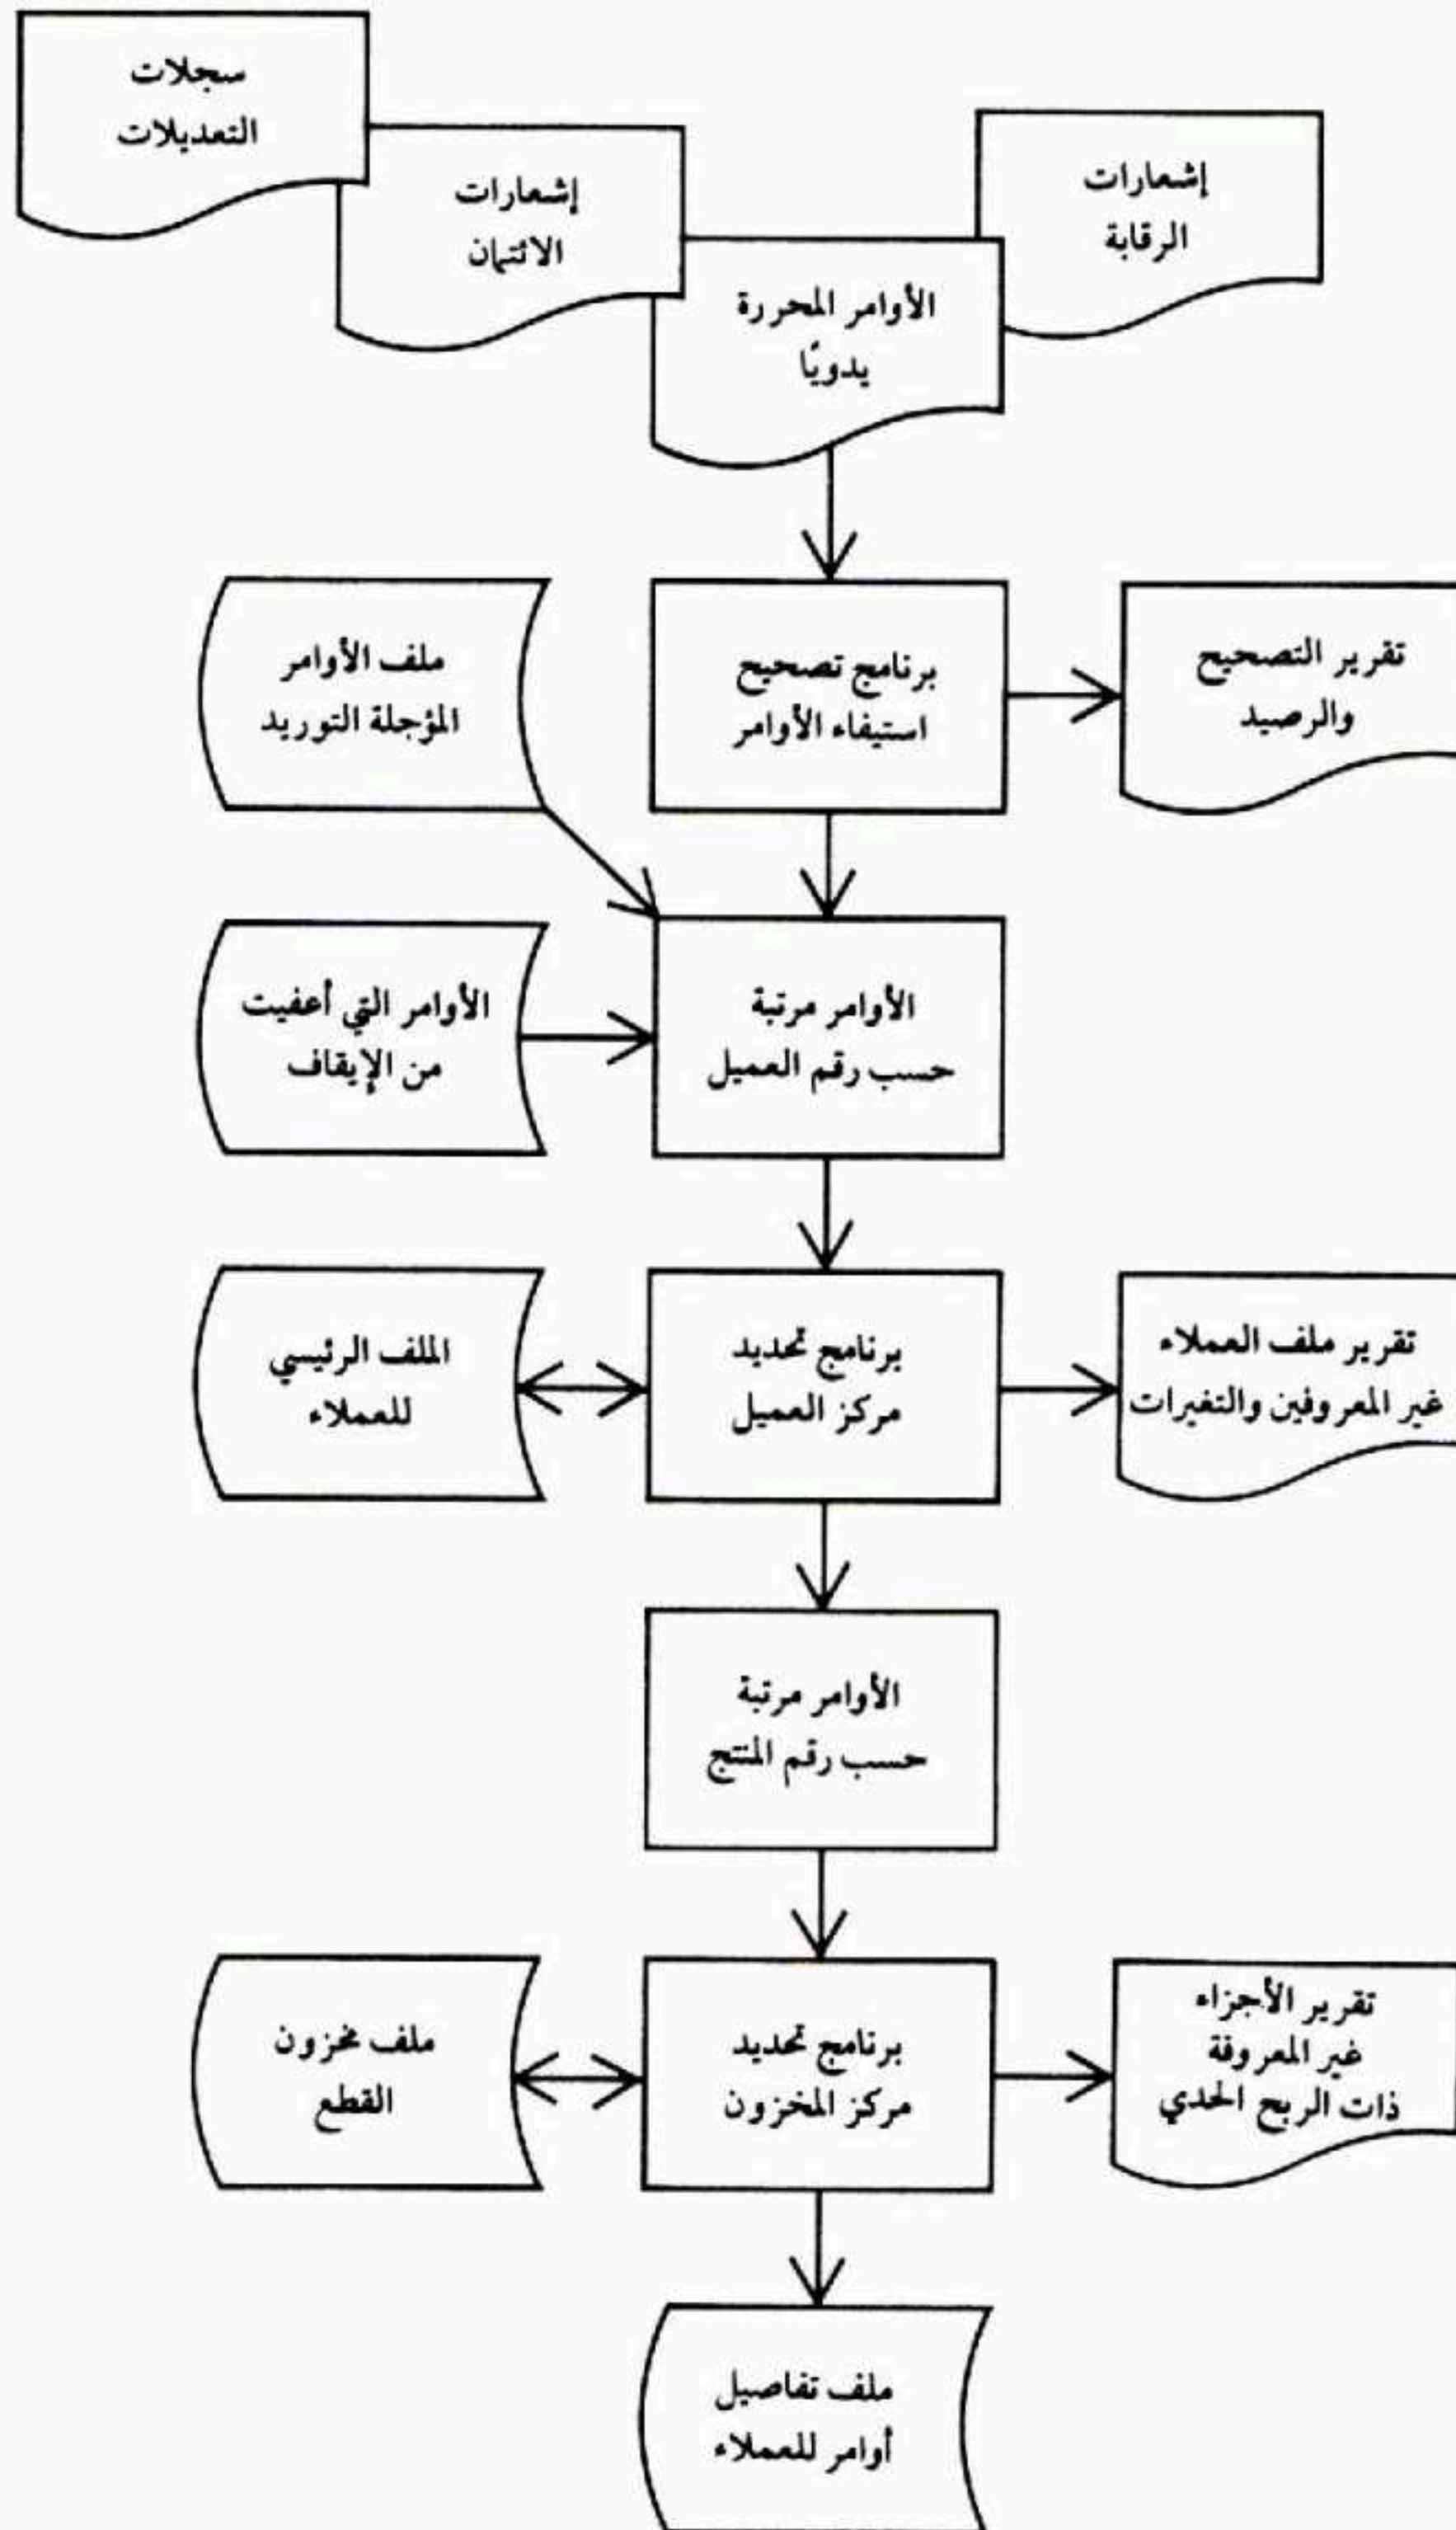 سجلات
التعديلات
إشعارات
الائتمان
الأوامر المحررة
يدويًا
إشعارات
الرقابة
ملف الأوامر
المؤجلة التوريد
برنامج تصحيح
استيفاء الأوامر
تقرير التصحيح
والرصيد
الأوامر التي أعفيت
من الإيقاف
الأوامر مرتبة
حسب رقم العميل
الملف الرئيسي
للعملاء
برنامج تحديد
مركز العميل
تقرير ملف العملاء
غير المعروفين والتغيرات
الأوامر مرتبة
حسب رقم المنتج
ملف مخزون
القطع
برنامج تحديد
مركز المخزون
تقرير الأجزاء
غير المعروفة
ذات الربح الحدي
ملف تفاصيل
أوامر للعملاء